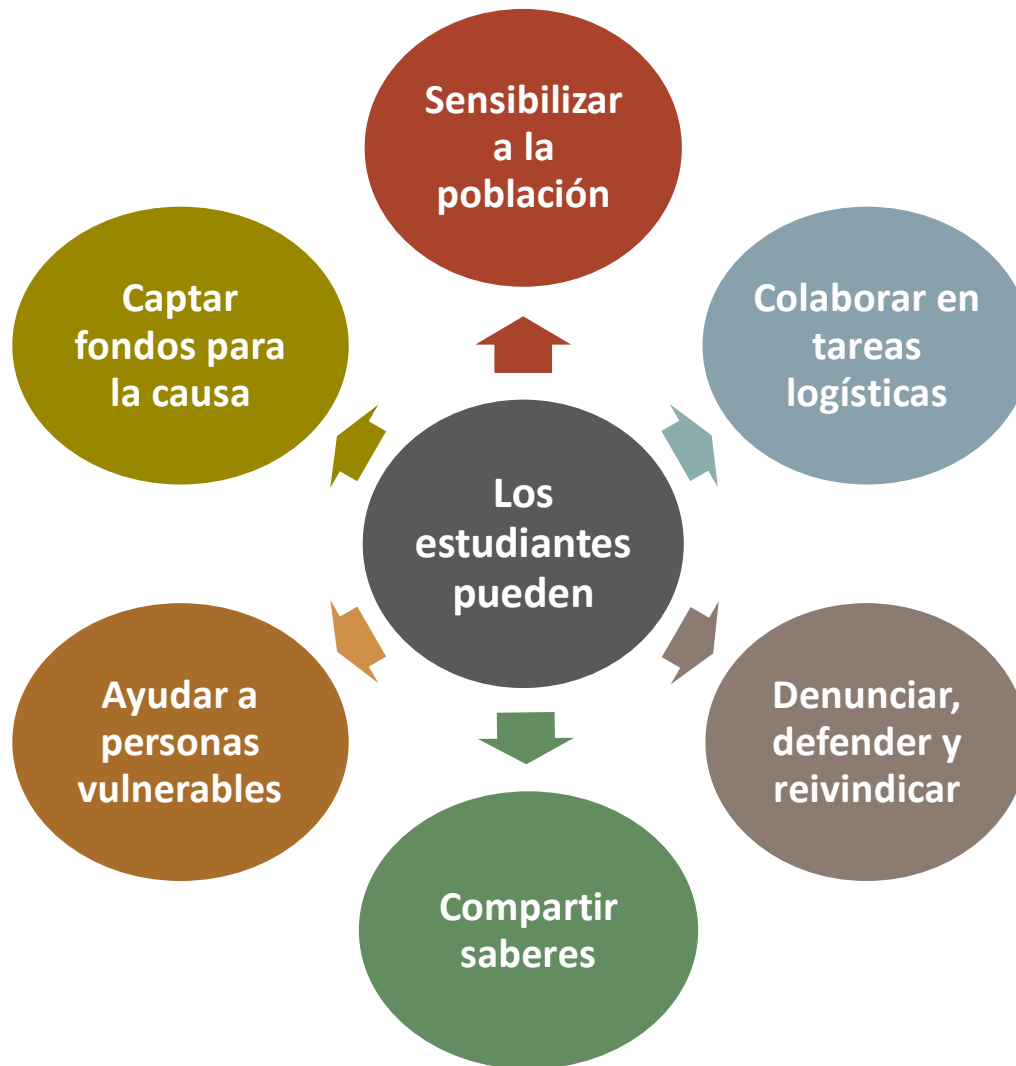 Sensibilizar
a la
población
Captar
fondos para
la causa
Colaborar en
tareas
logísticas
Los
estudiantes
pueden
Ayudar a
personas
vulnerables
Denunciar,
defender y
reivindicar
Compartir
saberes